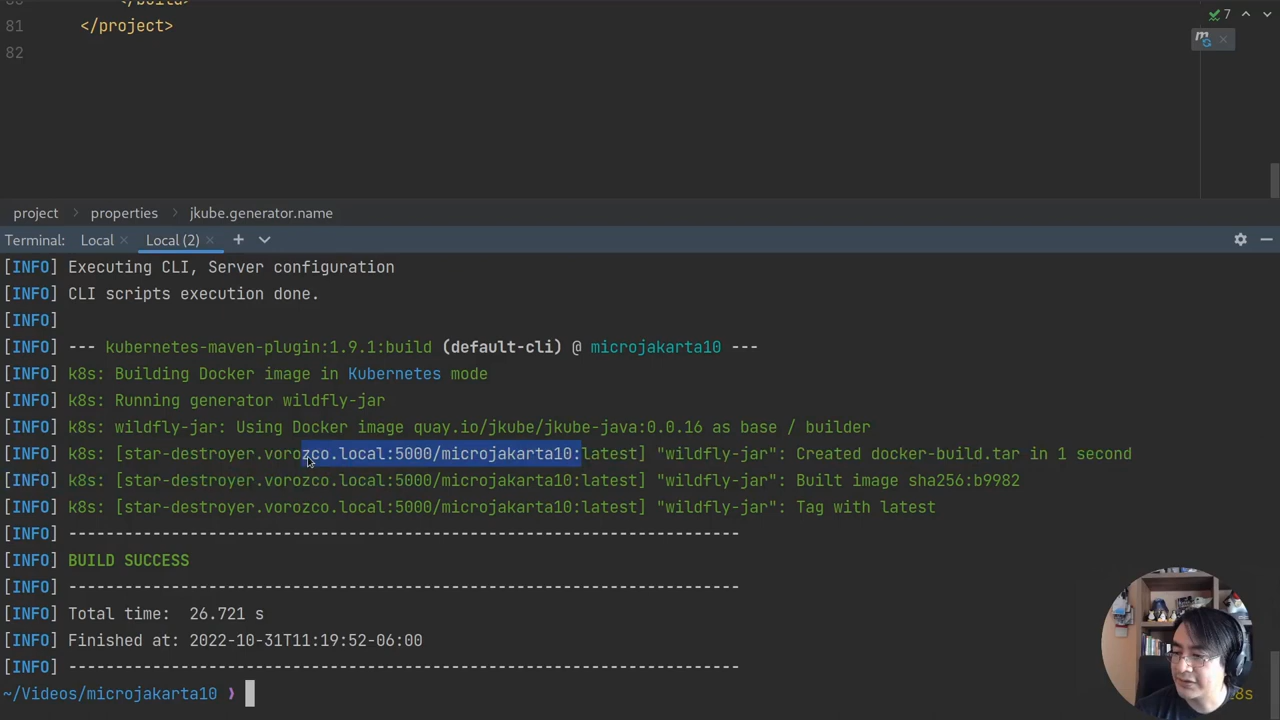 81 </project>
7
82
project > properties > jkube.generator.name
Terminal: Local × Local (2) × +
[INFO] Executing CLI, Server configuration
[INFO] CLI scripts execution done.
[INFO]
[INFO] --- kubernetes-maven-plugin:1.9.1:build (default-cli) @ microjakarta10 ---
[INFO] k8s: Building Docker image in Kubernetes mode
[INFO] k8s: Running generator wildfly-jar
[INFO] k8s: wildfly-jar: Using Docker image quay.io/jkube/jkube-java:0.0.16 as base / builder
[INFO] k8s: [star-destroyer.vorozco.local:5000/microjakarta10:latest] "wildfly-jar": Created docker-build.tar in 1 second
[INFO] k8s: [star-destroyer.vorozco.local:5000/microjakarta10:latest] "wildfly-jar": Built image sha256:b9982
[INFO] k8s: [star-destroyer.vorozco.local:5000/microjakarta10:latest] "wildfly-jar": Tag with latest
[INFO] ------------------------------------------------------------------------
[INFO] BUILD SUCCESS
[INFO] ------------------------------------------------------------------------
[INFO] Total time:  26.721 s
[INFO] Finished at: 2022-10-31T11:19:52-06:00
[INFO] ------------------------------------------------------------------------
~/Videos/microjakarta10 ❯